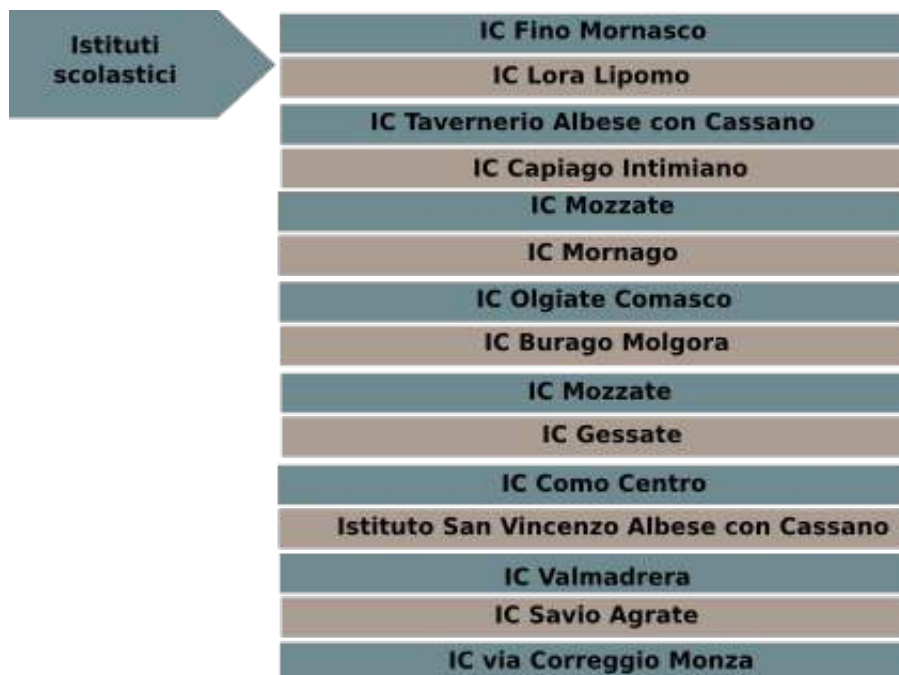 Istituti
scolastici
IC Fino Mornasco
IC Lora Lipomo
IC Tavernerio Albese con Cassano
IC Capiago Intimiano
IC Mozzate
IC Mornago
IC Olgiate Comasco
IC Burago Molgora
IC Mozzate
IC Gessate
IC Como Centro
Istituto San Vincenzo Albese con Cassano
IC Valmadrera
IC Savio Agrate
IC via Correggio Monza